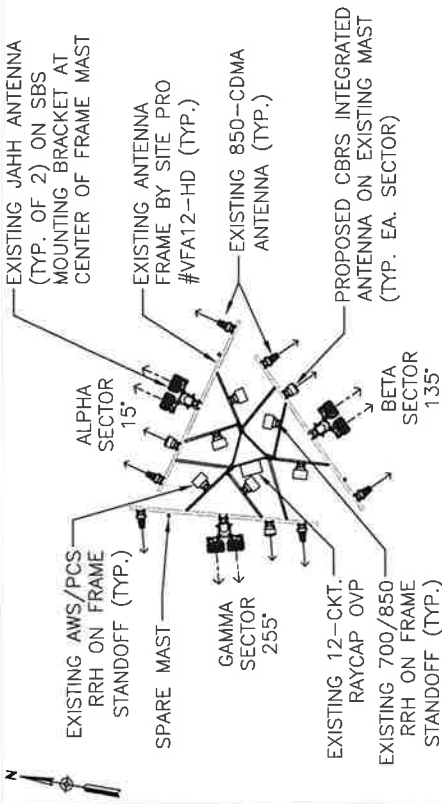 N
EXISTING JAHH ANTENNA
(TYP. OF 2) ON SBS
MOUNTING BRACKET AT
CENTER OF FRAME MAST
EXISTING ANTENNA
FRAME BY SITE PRO
#VFA12-HD (TYP.)
EXISTING 850-CDMA
ANTENNA (TYP.)
PROPOSED CBRS INTEGRATED
ANTENNA ON EXISTING MAST
(TYP. EA. SECTOR)
ALPHA
SECTOR
15°
BETA
SECTOR
135°
EXISTING AWS/PCS
RRH ON FRAME
STANDOFF (TYP.)
SPARE MAST
GAMMA
SECTOR
255°
EXISTING 12-CKT.
RAYCAP OVP
EXISTING 700/850
RRH ON FRAME
STANDOFF (TYP.)